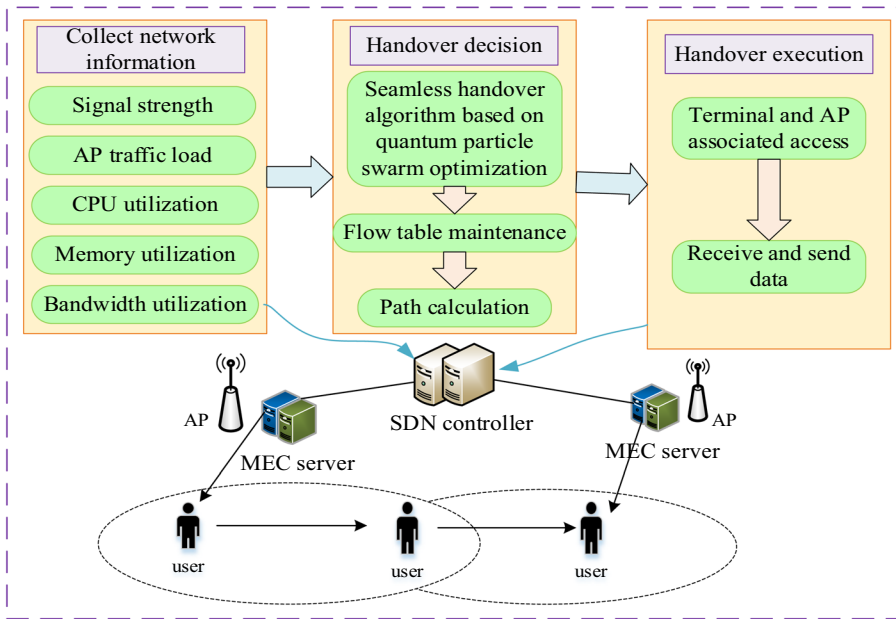 Collect network
information
Signal strength
AP traffic load
CPU utilization
Memory utilization
Bandwidth utilization
Handover decision
Seamless handover
algorithm based on
quantum particle
swarm optimization
Flow table maintenance
Path calculation
Handover execution
Terminal and AP
associated access
Receive and send
data
AP
MEC server
SDN controller
MEC server
AP
user
user
user